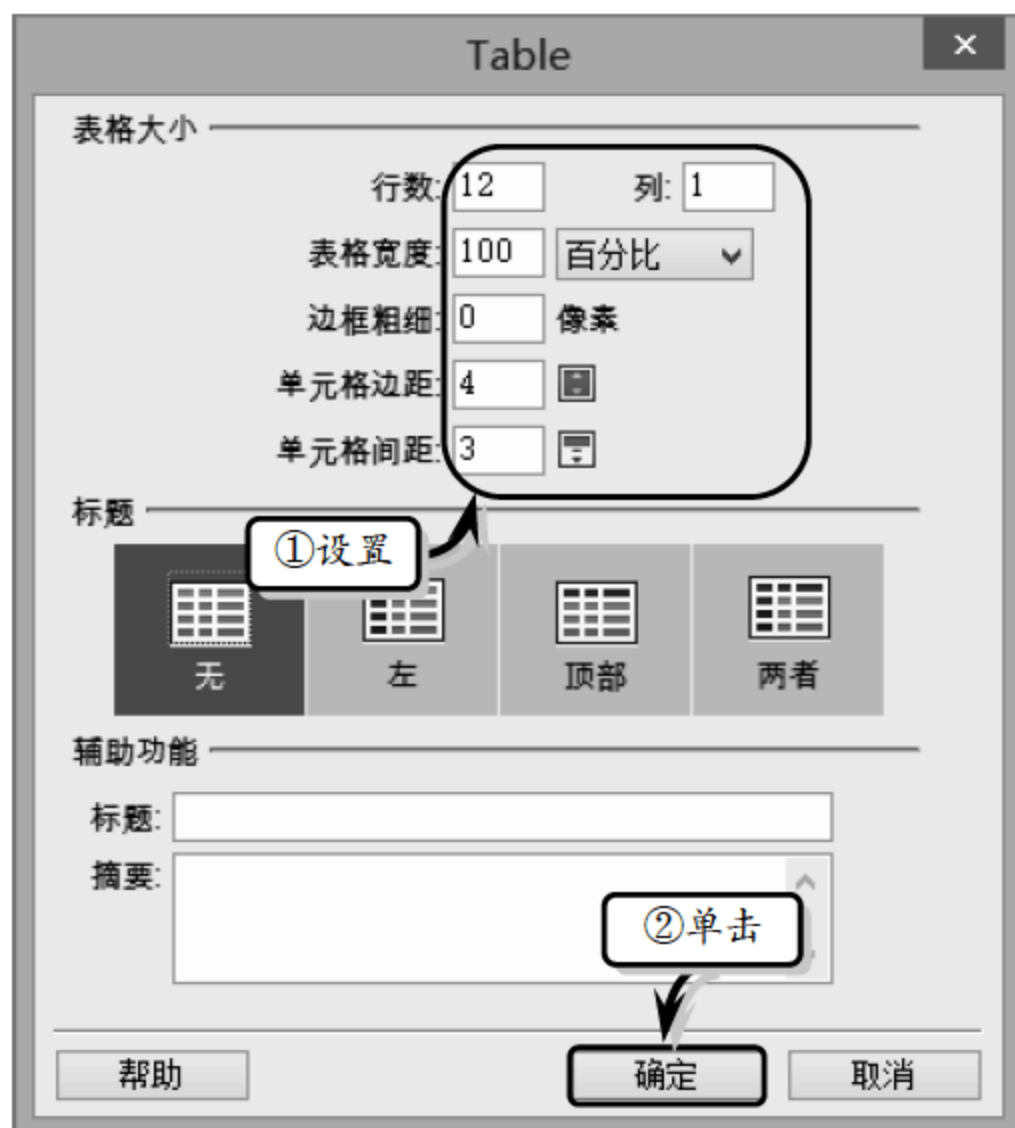 Table
表格大小
行数: 12 列: 1
表格宽度: 100 百分比
边框粗细: 0 像素
单元格边距: 4
单元格间距: 3
标题
①设置
无 左 顶部 两者
辅助功能
标题:
摘要:
②单击
帮助 确定 取消